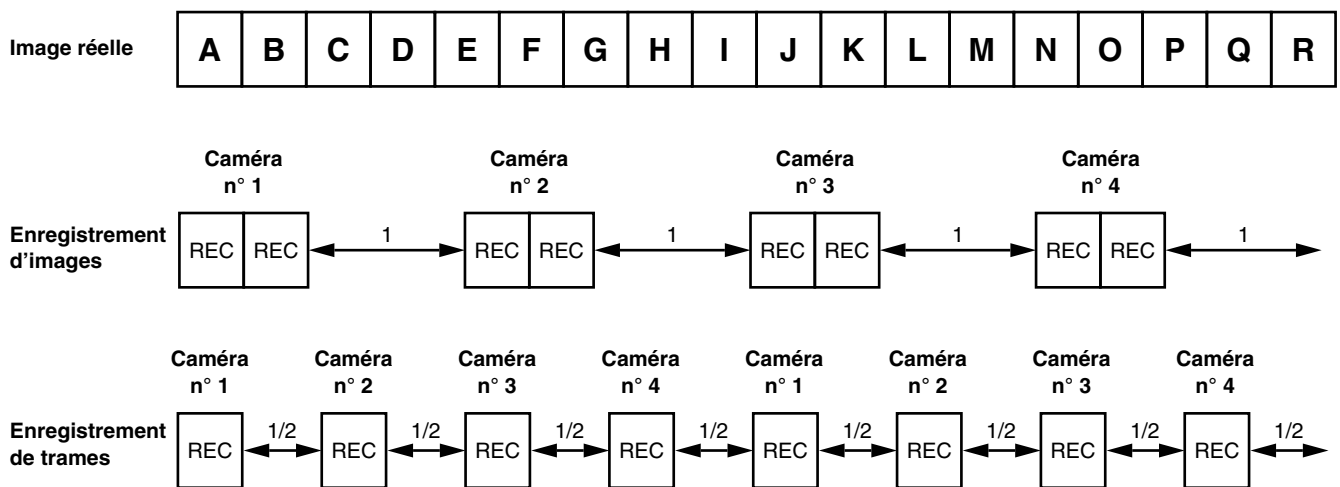 Image réelle
A B C D E F G H I J K L M N O P Q R
Caméra n° 1
Caméra n° 2
Caméra n° 3
Caméra n° 4
Enregistrement d'images
REC REC 1 REC REC 1 REC REC 1 REC REC 1
Caméra n° 1
Caméra n° 2
Caméra n° 3
Caméra n° 4
Caméra n° 1
Caméra n° 2
Caméra n° 3
Caméra n° 4
Enregistrement de trames
REC 1/2 REC 1/2 REC 1/2 REC 1/2 REC 1/2 REC 1/2 REC 1/2 REC 1/2